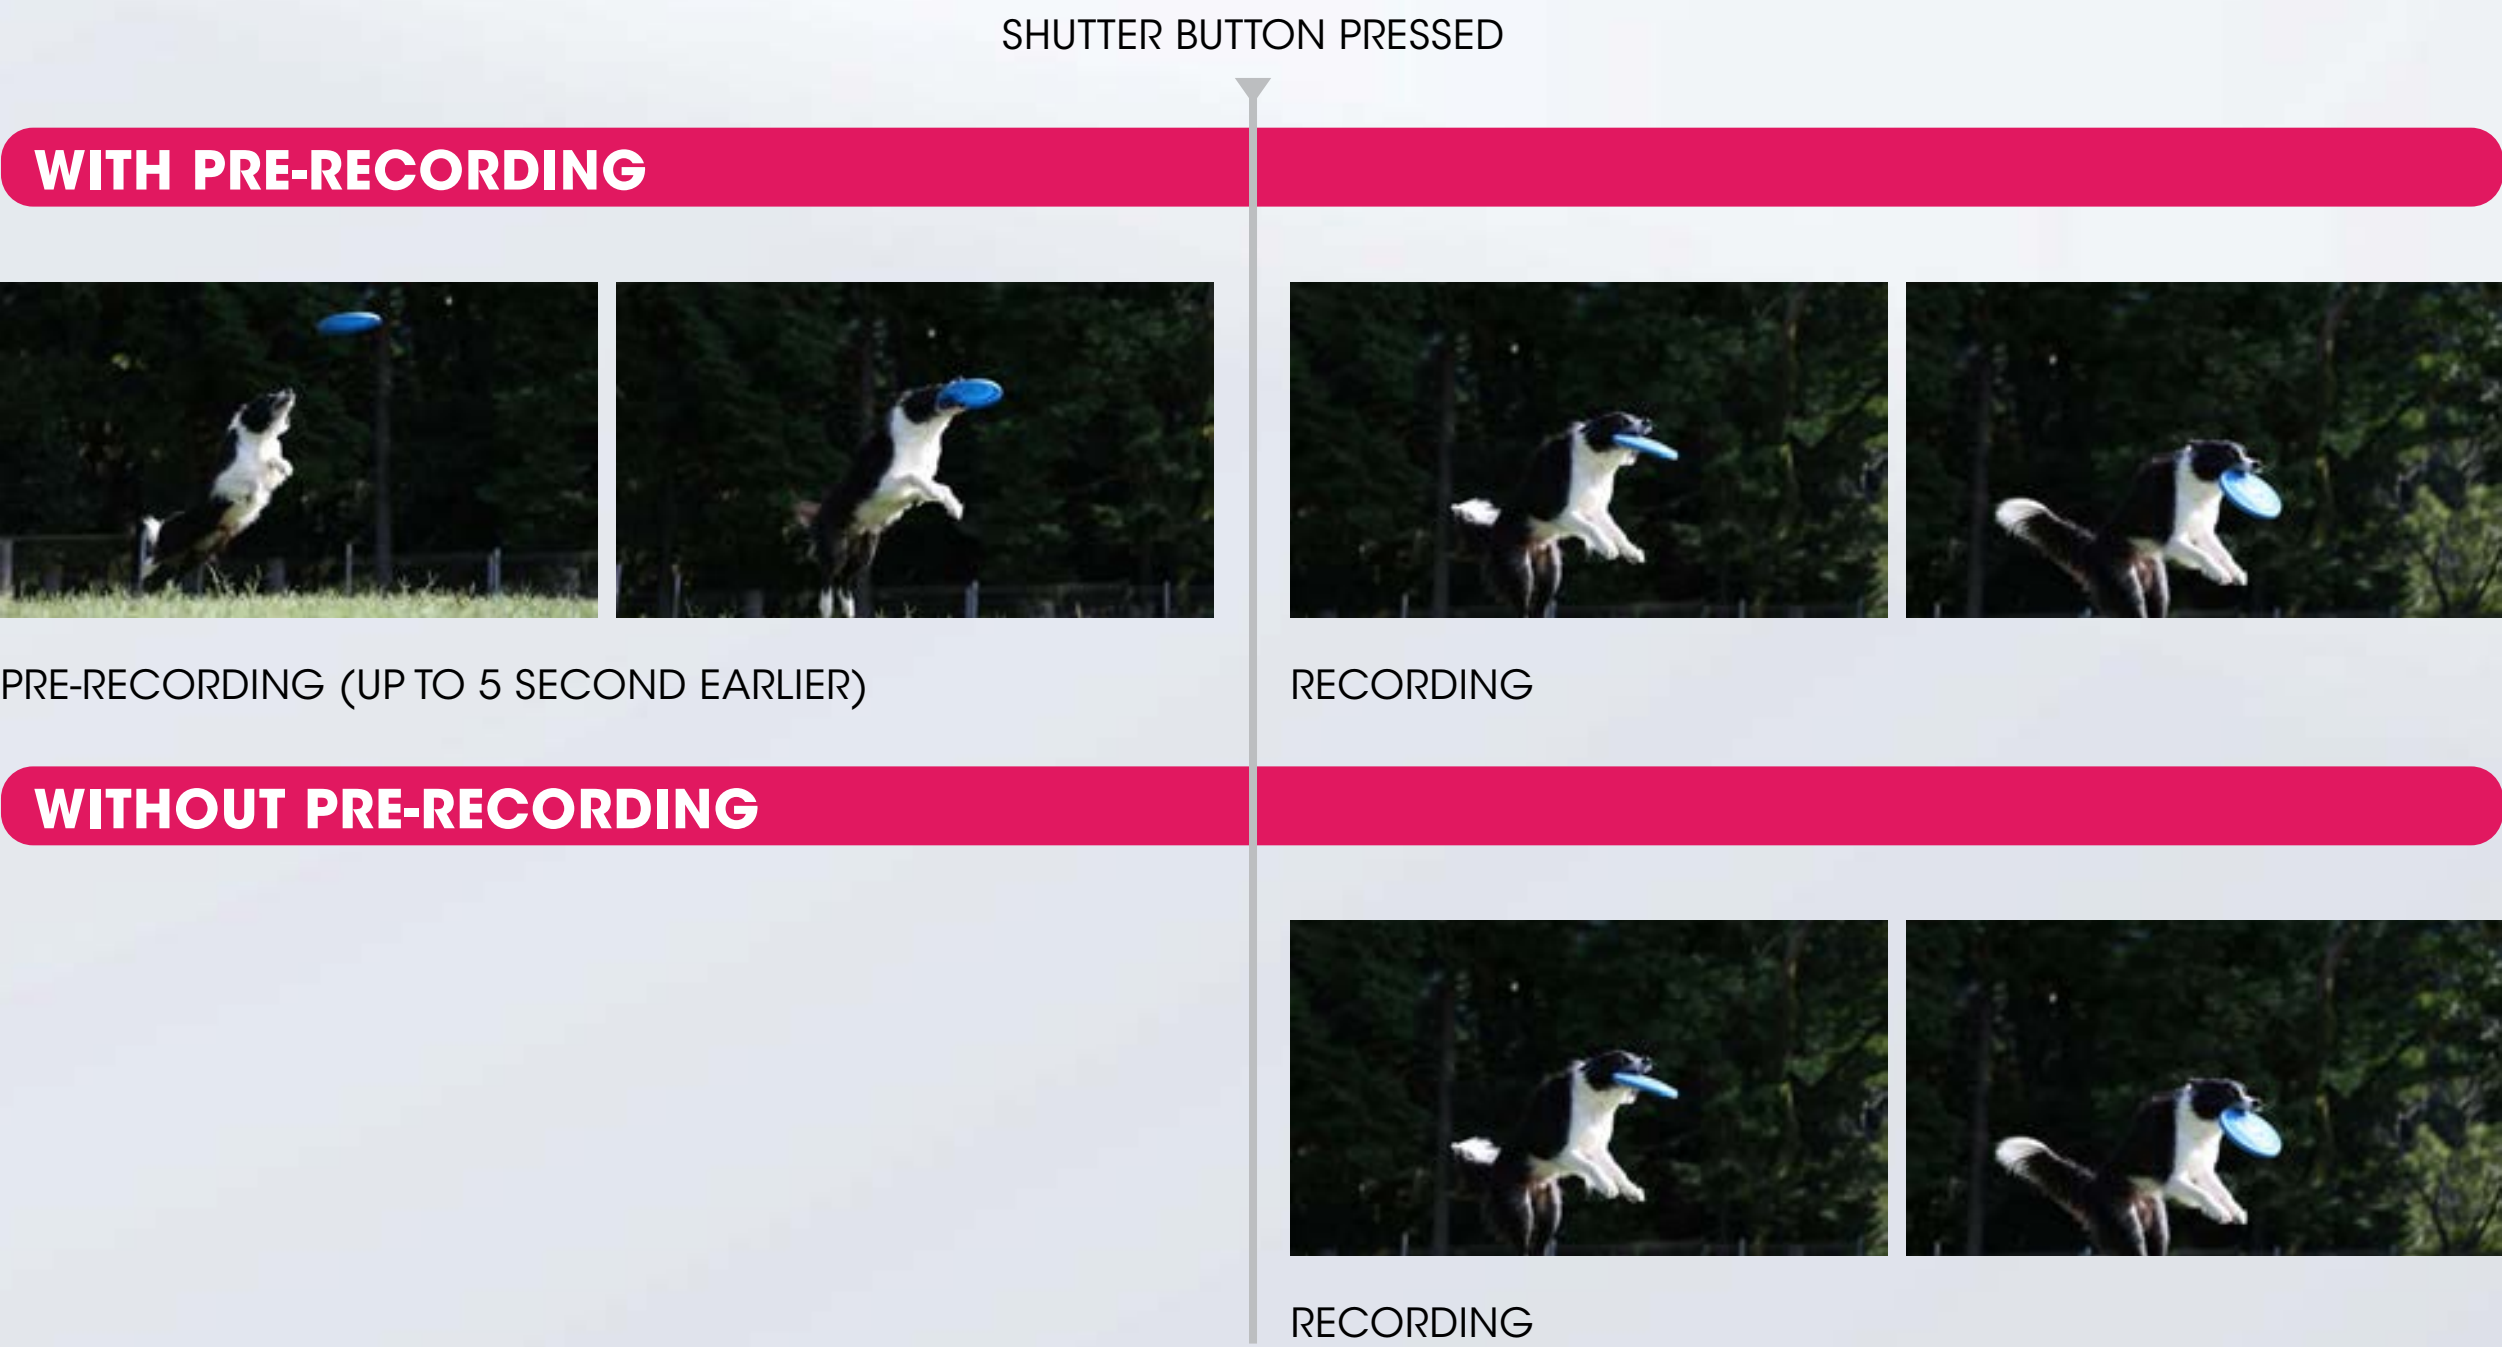 SHUTTER BUTTON PRESSED
WITH PRE-RECORDING
PRE-RECORDING (UP TO 5 SECOND EARLIER)
RECORDING
WITHOUT PRE-RECORDING
RECORDING